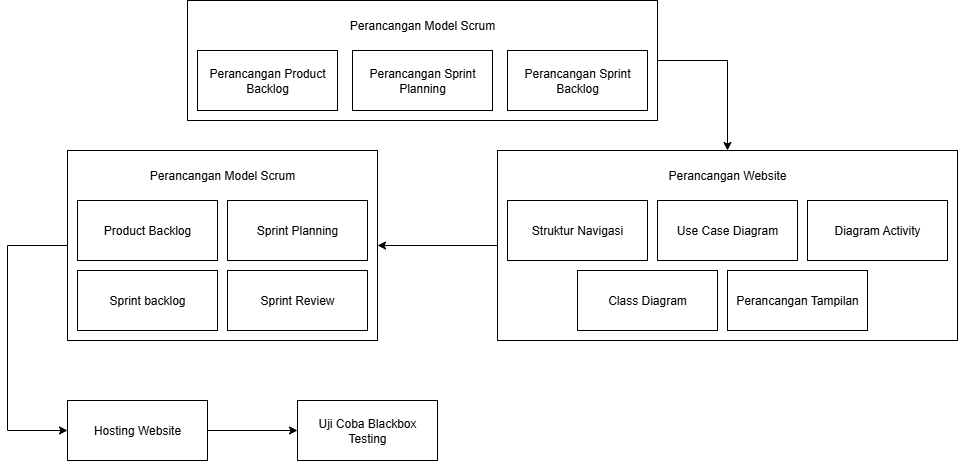 Perancangan Model Scrum
Perancangan Product
Backlog
Perancangan Sprint
Planning
Perancangan Sprint
Backlog
Perancangan Website
Struktur Navigasi
Use Case Diagram
Diagram Activity
Class Diagram
Perancangan Tampilan
Perancangan Model Scrum
Product Backlog
Sprint Planning
Sprint backlog
Sprint Review
Hosting Website
Uji Coba Blackbox
Testing